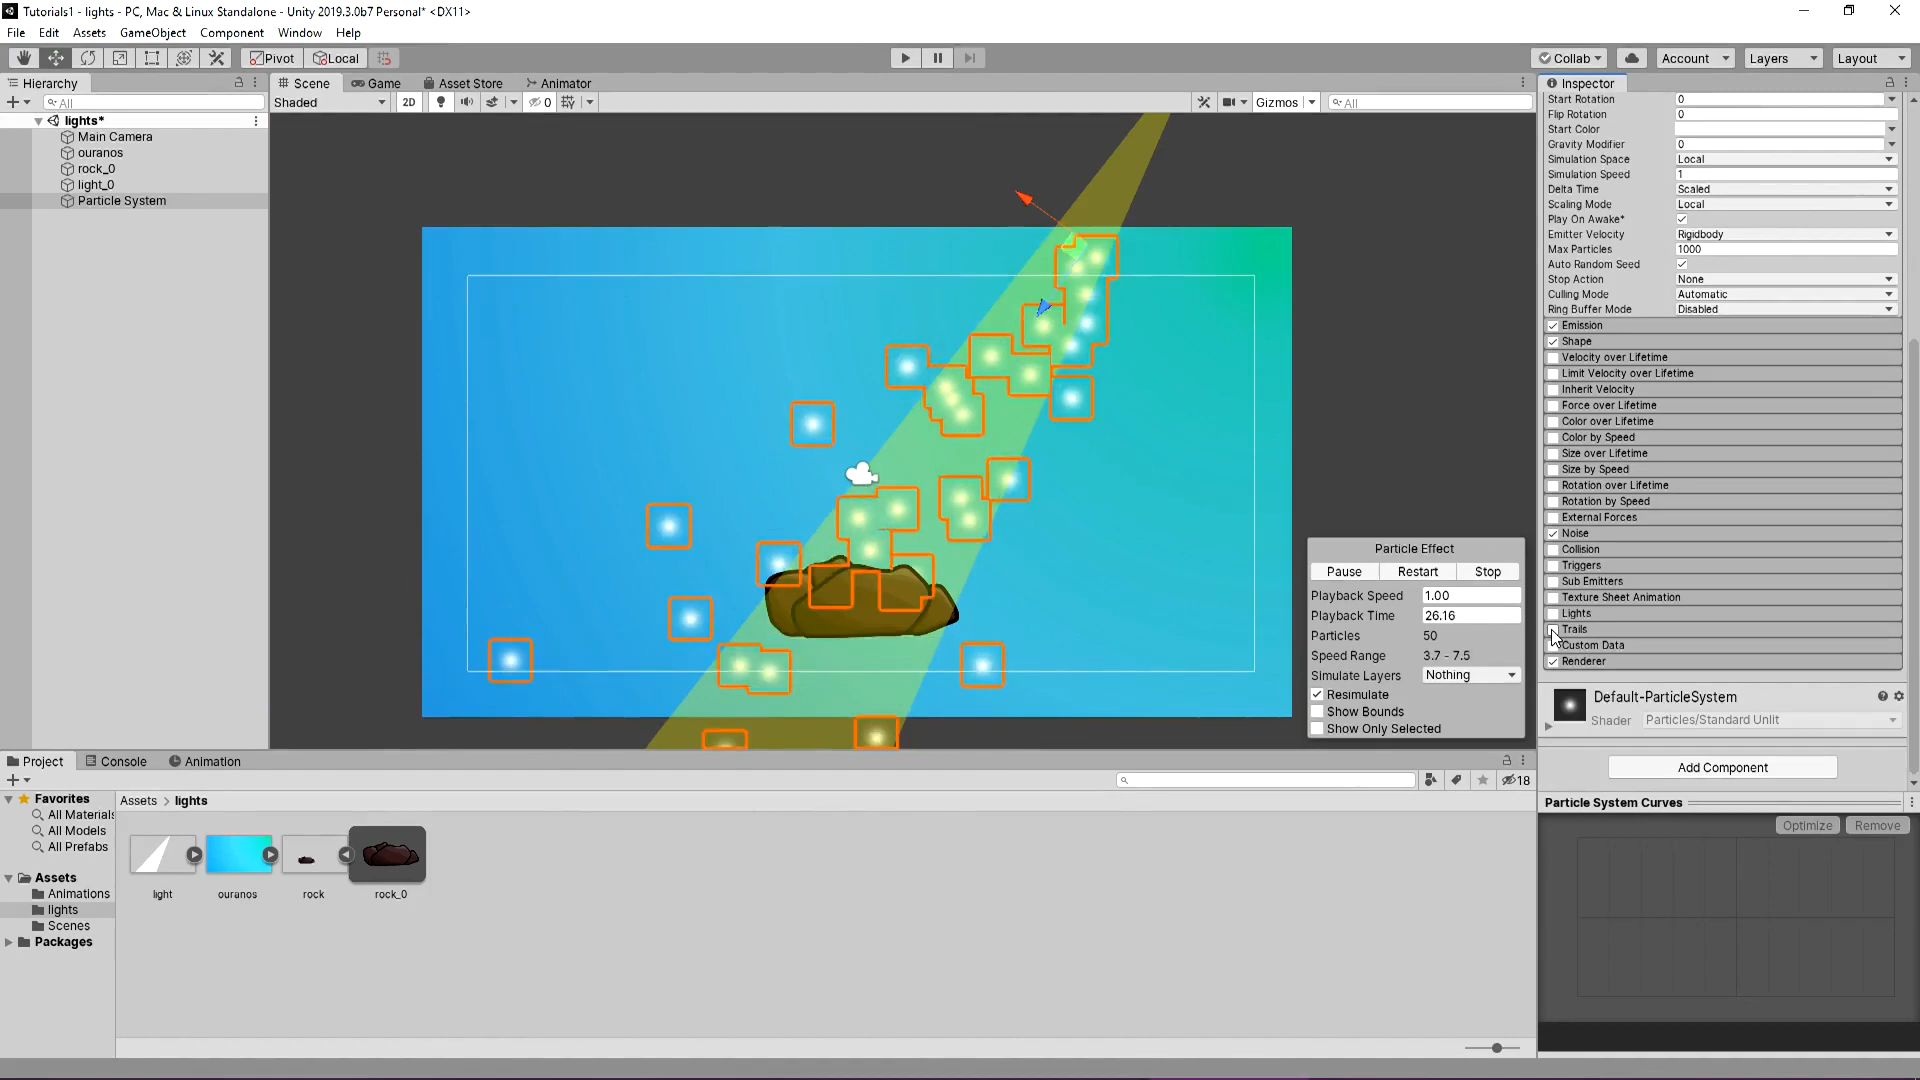 Tutorials1 - lights - PC, Mac & Linux Standalone - Unity 2019.3.0b7 Personal* <DX11>
File Edit Assets GameObject Component Window Help
Pivot Local Collab Account Layers Layout
Hierarchy
All
lights*
Main Camera
ouranos
rock_0
light_0
Particle System
Scene Game Asset Store Animator
Shaded 2D 0 Gizmos All
Particle Effect
Pause Restart Stop
Playback Speed 1.00
Playback Time 26.16
Particles 50
Speed Range 3.7 - 7.5
Simulate Layers Nothing
Resimulate
Show Bounds
Show Only Selected
Inspector
Start Rotation 0
Flip Rotation 0
Start Color
Gravity Modifier 0
Simulation Space Local
Simulation Speed 1
Delta Time Scaled
Scaling Mode Local
Play On Awake*
Emitter Velocity Rigidbody
Max Particles 1000
Auto Random Seed
Stop Action None
Culling Mode Automatic
Ring Buffer Mode Disabled
Emission
Shape
Velocity over Lifetime
Limit Velocity over Lifetime
Inherit Velocity
Force over Lifetime
Color over Lifetime
Color by Speed
Size over Lifetime
Size by Speed
Rotation over Lifetime
Rotation by Speed
External Forces
Noise
Collision
Triggers
Sub Emitters
Texture Sheet Animation
Lights
Trails
Custom Data
Renderer
Default-ParticleSystem
Shader Particles/Standard Unlit
Add Component
Particle System Curves
Optimize Remove
Project Console Animation
18
Favorites
All Materials
All Models
All Prefabs
Assets
Animations
lights
Scenes
Packages
Assets > lights
light ouranos rock rock_0